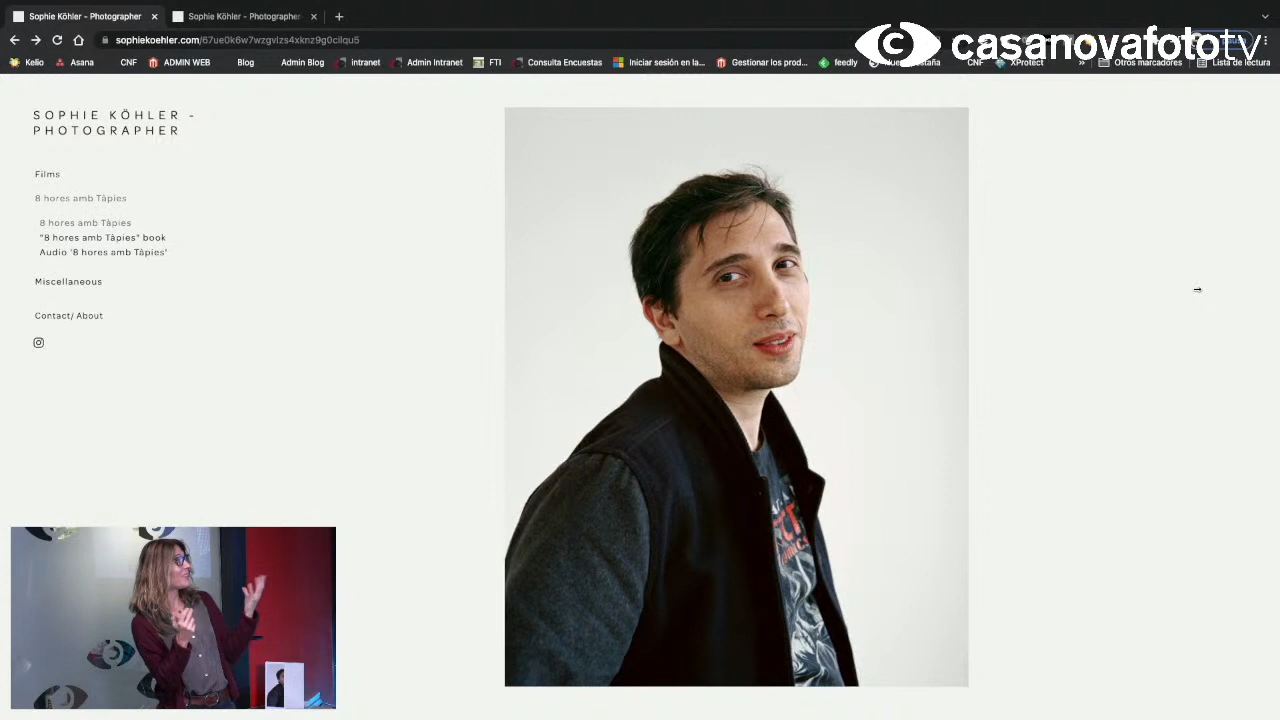 Sophie Köhler - Photographer
Sophie Köhler - Photographer
sophiekoehler.com/67ue0k6w7wzgvlzs4xknz9g0cilqu5
casanovafototv
Kelio
Asana
CNF
ADMIN WEB
Blog
Admin Blog
intranet
Admin Intranet
FTI
Consulta Encuestas
Iniciar sesión en la...
Gestionar los prod...
feedly
CNF
XProtect
»
Otros marcadores
Lista de lectura
SOPHIE KÖHLER -
PHOTOGRAPHER
Films
8 hores amb Tàpies
8 hores amb Tàpies
"8 hores amb Tàpies" book
Audio '8 hores amb Tàpies'
Miscellaneous
Contact/ About